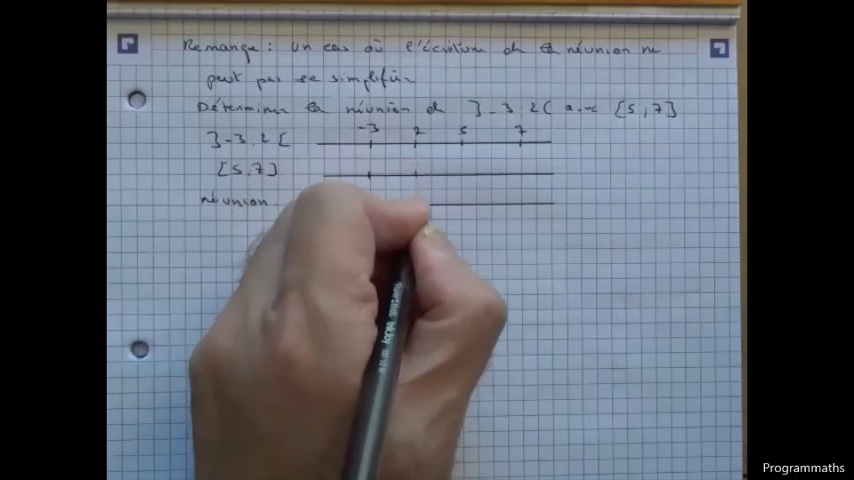 Remarque : Un cas où l'écriture de la réunion ne
peut pas se simplifier
Déterminer la réunion de ]-3.2[ avec [5,7]
-3 2 5 7
]-3.2[
[5,7]
réunion
Programmaths